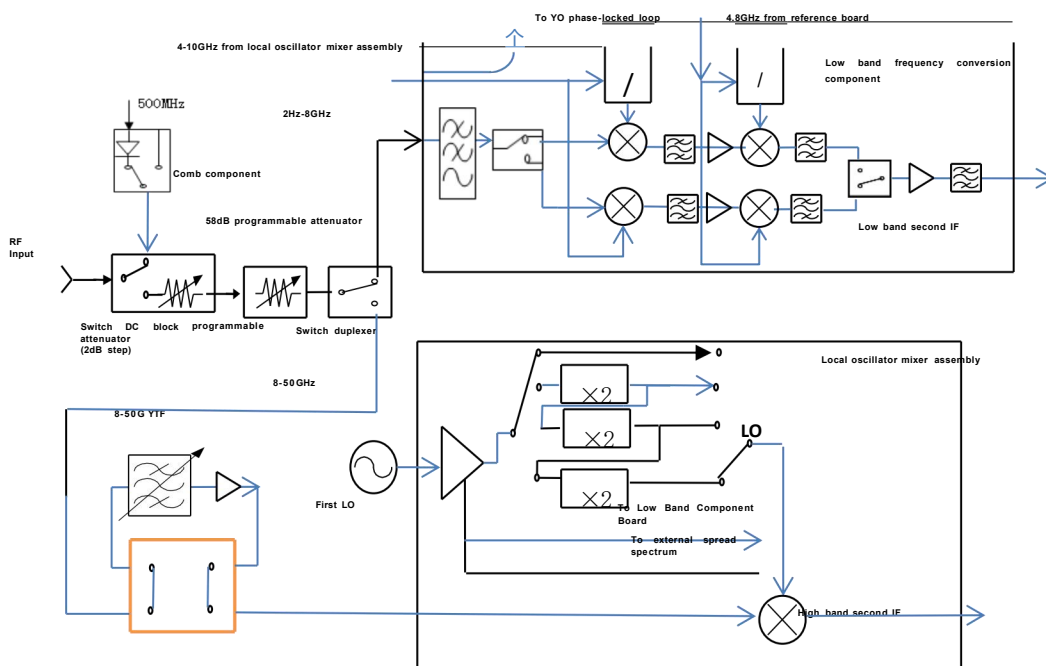 To YO phase-locked loop
4.8GHz from reference board
4-10GHz from local oscillator mixer assembly
Low band frequency conversion
component
500MHz
2Hz-8GHz
/
/
Comb component
58dB programmable attenuator
Low band second IF
RF
Input
Switch DC block programmable
attenuator
(2dB step)
Switch duplexer
Local oscillator mixer assembly
8-50GHz
×2
8-50G YTF
×2
LO
×2
First LO
To Low Band Component
Board
To external spread
spectrum
High band second IF